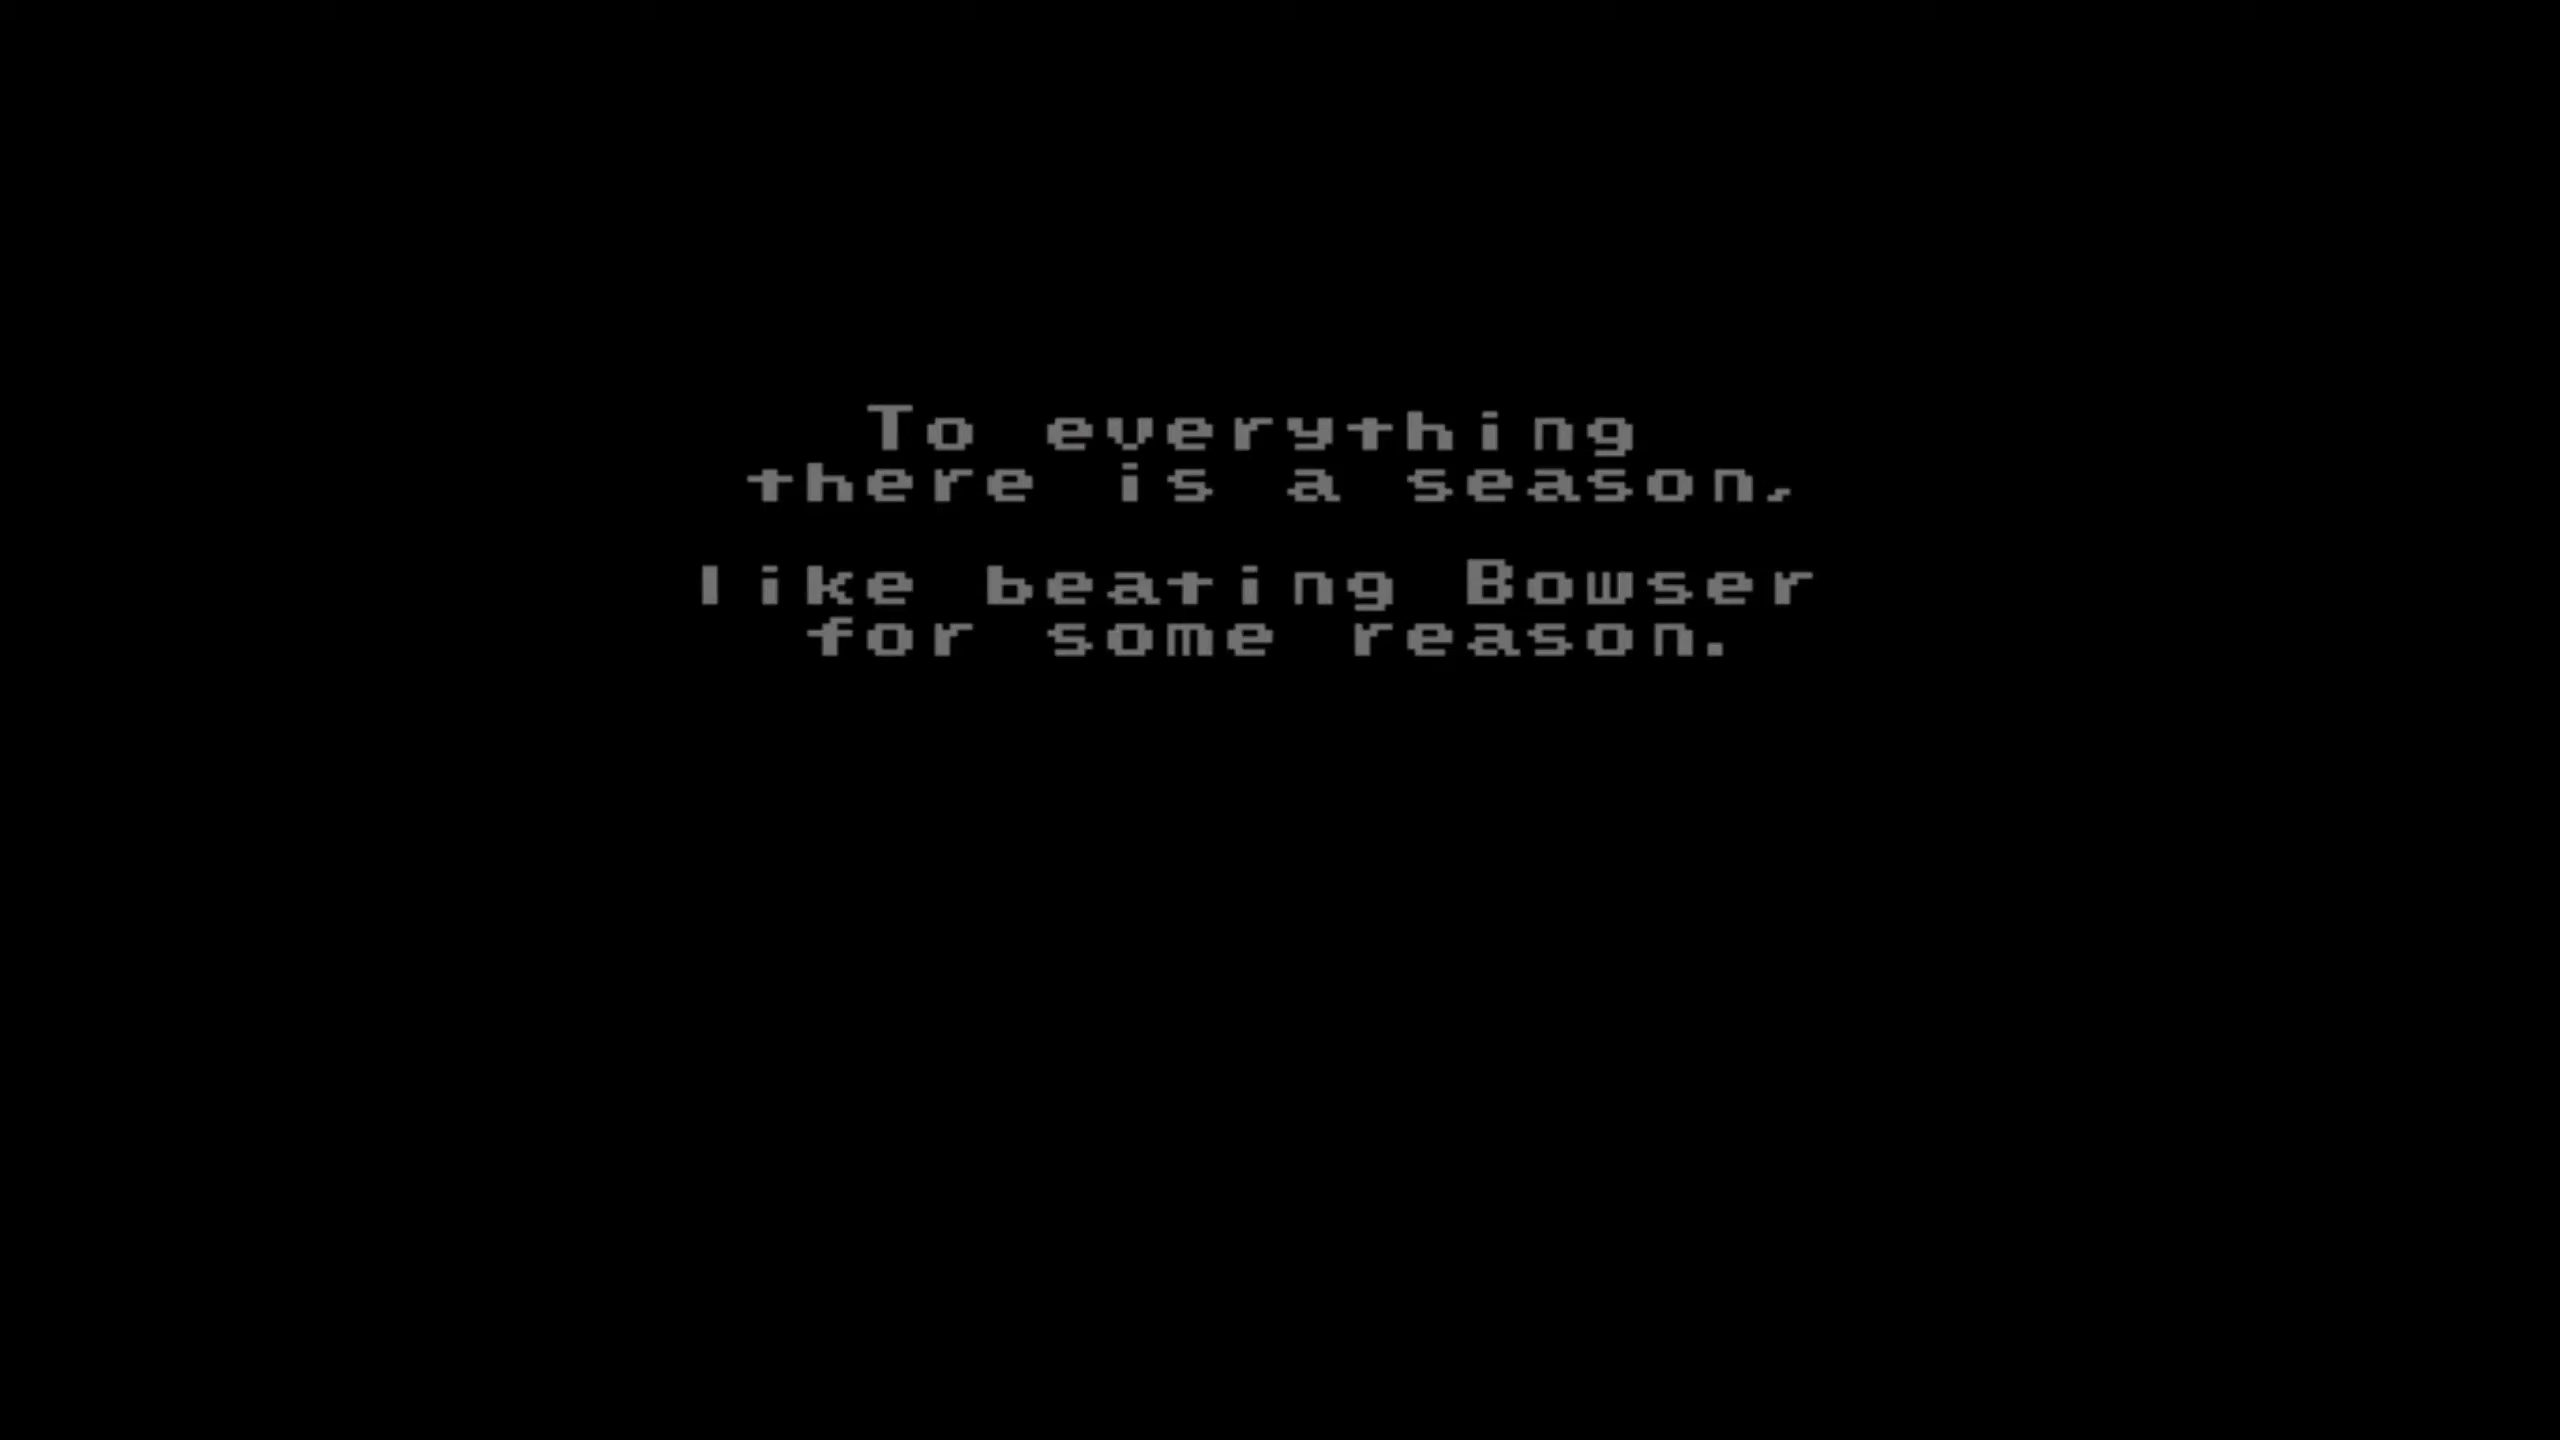 To everything
there is a season,
like beating Bowser
for some reason.